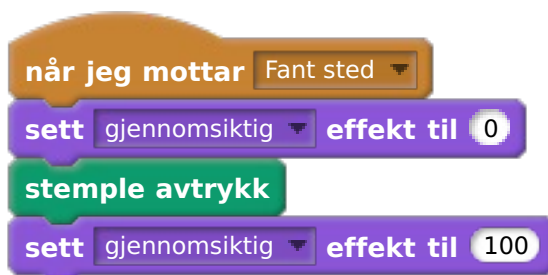 når jeg mottar Fant sted
sett gjennomsiktig effekt til 0
stemple avtrykk
sett gjennomsiktig effekt til 100